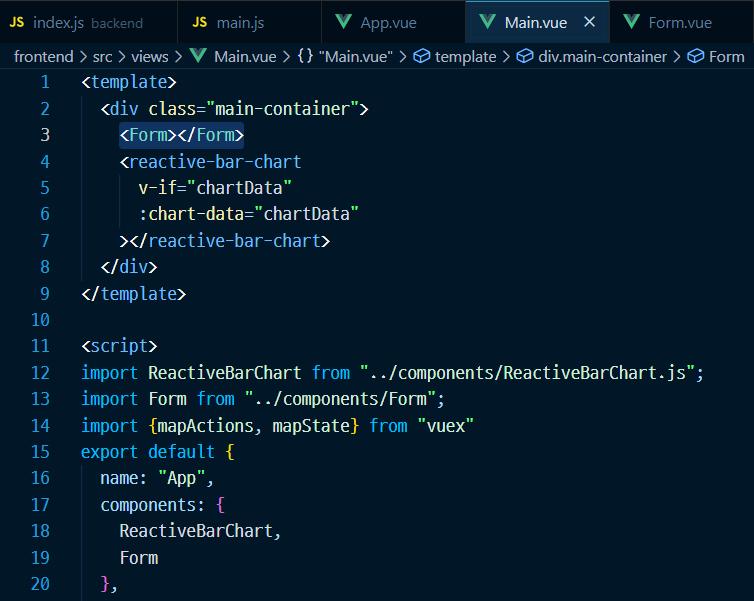 JS index.js backend JS main.js App.vue Main.vue × Form.vue
frontend > src > views > Main.vue > {} "Main.vue" > template > div.main-container > Form
1 <template>
2 <div class="main-container">
3 <Form></Form>
4 <reactive-bar-chart
5 v-if="chartData"
6 :chart-data="chartData"
7 ></reactive-bar-chart>
8 </div>
9 </template>
10
11 <script>
12 import ReactiveBarChart from "../components/ReactiveBarChart.js";
13 import Form from "../components/Form";
14 import {mapActions, mapState} from "vuex"
15 export default {
16 name: "App",
17 components: {
18 ReactiveBarChart,
19 Form
20 },